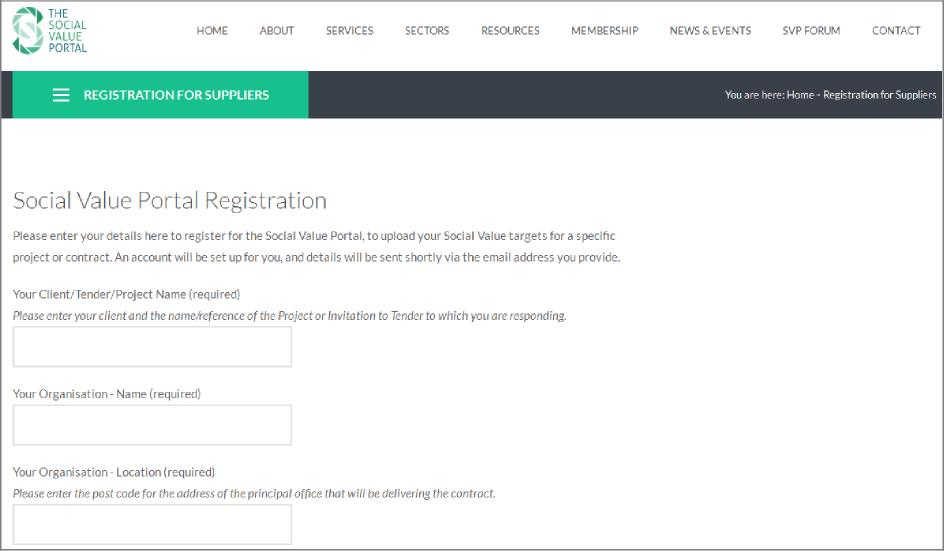 THE
SOCIAL
VALUE
PORTAL
HOME ABOUT SERVICES SECTORS RESOURCES MEMBERSHIP NEWS & EVENTS SVP FORUM CONTACT
REGISTRATION FOR SUPPLIERS
You are here: Home - Registration for Suppliers
Social Value Portal Registration
Please enter your details here to register for the Social Value Portal, to upload your Social Value targets for a specific
project or contract. An account will be set up for you, and details will be sent shortly via the email address you provide.
Your Client/Tender/Project Name (required)
Please enter your client and the name/reference of the Project or Invitation to Tender to which you are responding.
Your Organisation - Name (required)
Your Organisation - Location (required)
Please enter the post code for the address of the principal office that will be delivering the contract.